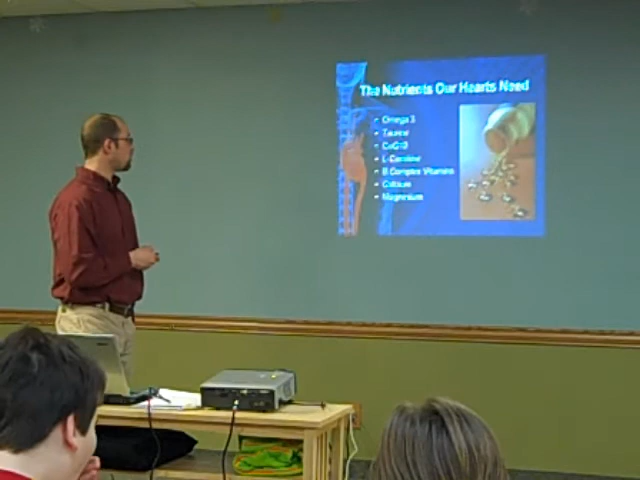 The Nutrients Our Hearts Need
Omega 3
Taurine
CoQ10
L-Carnitine
B Complex Vitamins
Calcium
Magnesium